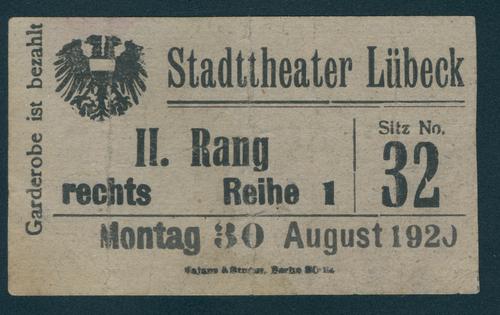 Garderobe ist bezahlt
Stadttheater Lübeck
II. Rang
rechts Reihe 1
Sitz No.
32
Montag 30 August 1920